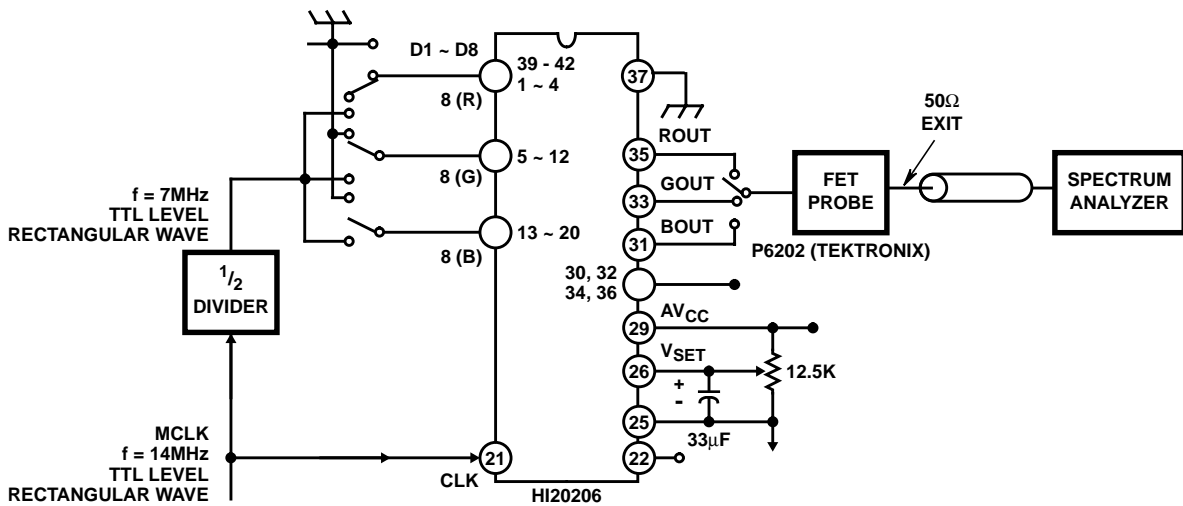 D1 ~ D8
39 - 42
1 ~ 4
8 (R)
37
ROUT
35
5 ~ 12
8 (G)
GOUT
33
BOUT
31
13 ~ 20
8 (B)
30, 32
34, 36
AVCC
29
VSET
26
+
-
12.5K
25
33μF
22
21
CLK
HI20206
f = 7MHz
TTL LEVEL
RECTANGULAR WAVE
1/2
DIVIDER
MCLK
f = 14MHz
TTL LEVEL
RECTANGULAR WAVE
50Ω
EXIT
FET
PROBE
P6202 (TEKTRONIX)
SPECTRUM
ANALYZER